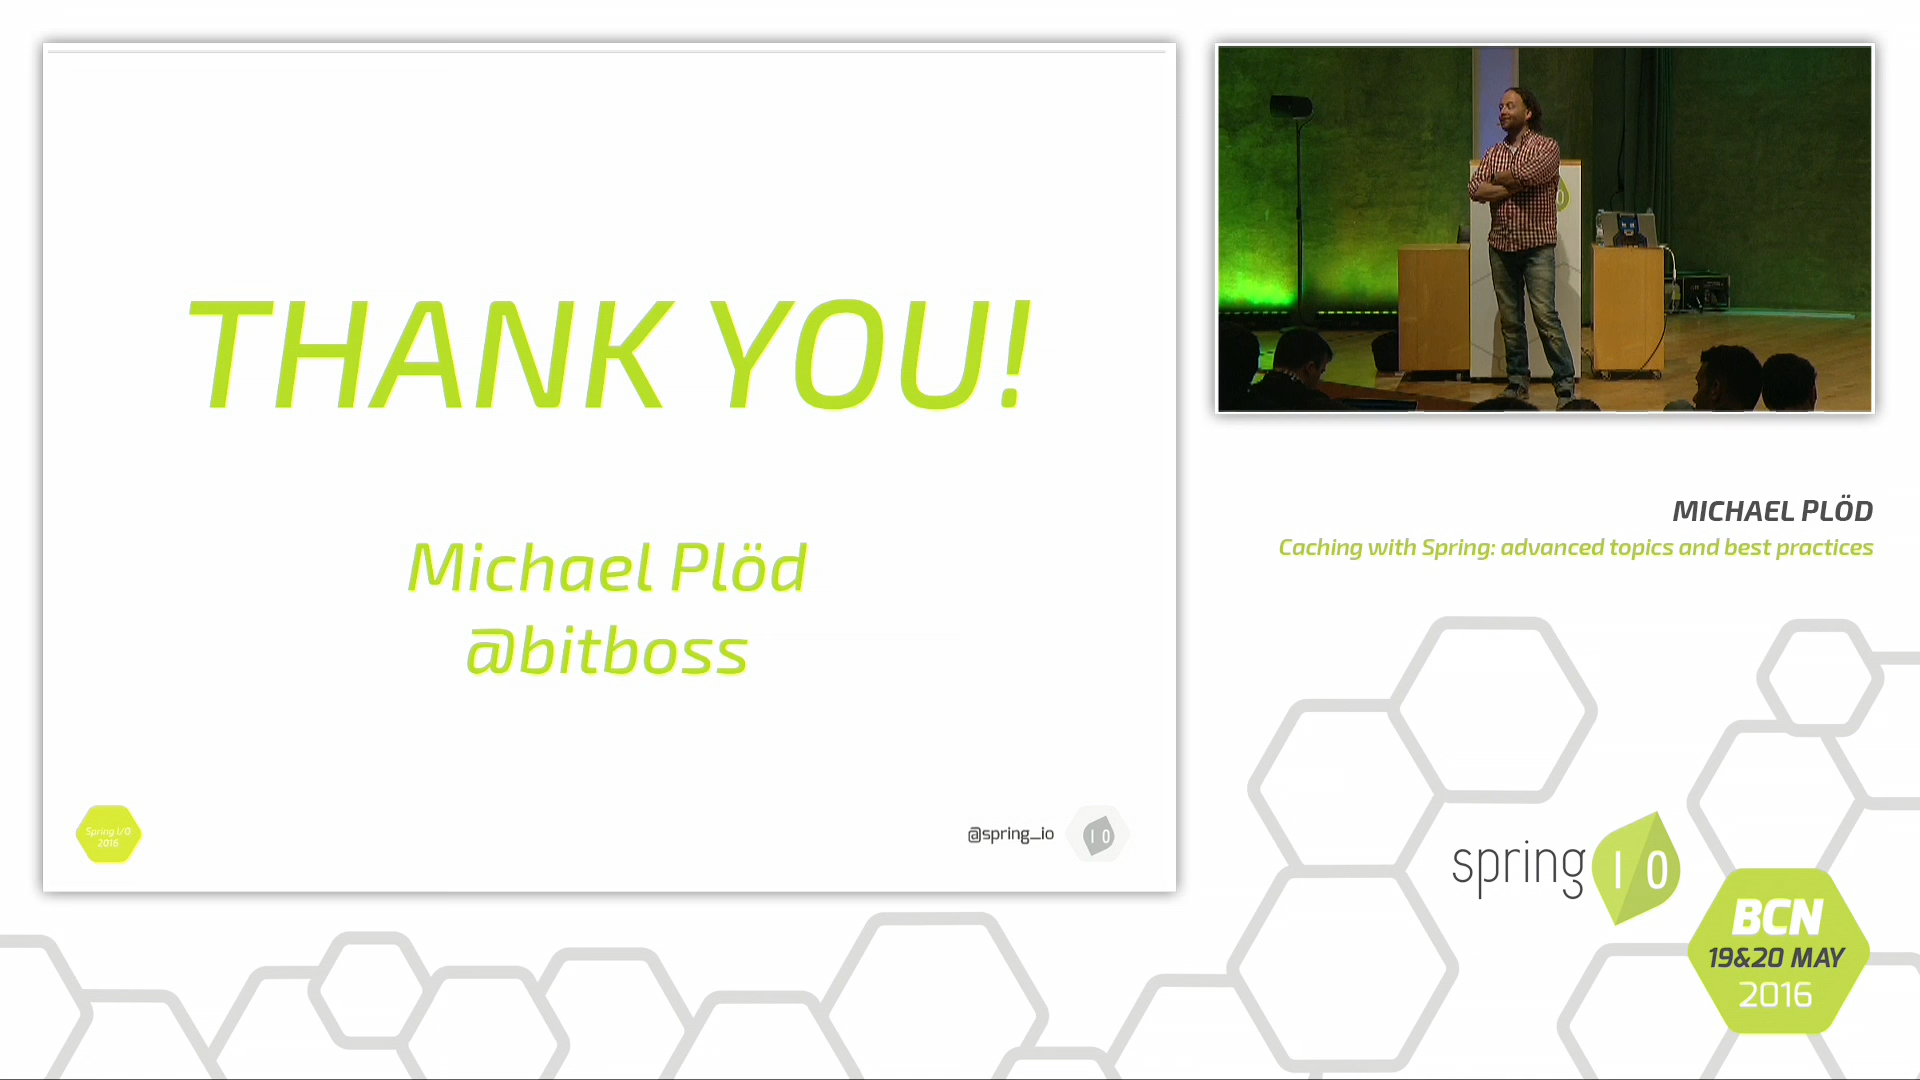 THANK YOU!
Michael Plöd
@bitboss
Spring I/O
2016
@spring_io
I O
MICHAEL PLÖD
Caching with Spring: advanced topics and best practices
spring I O
BCN
19&20 MAY
2016